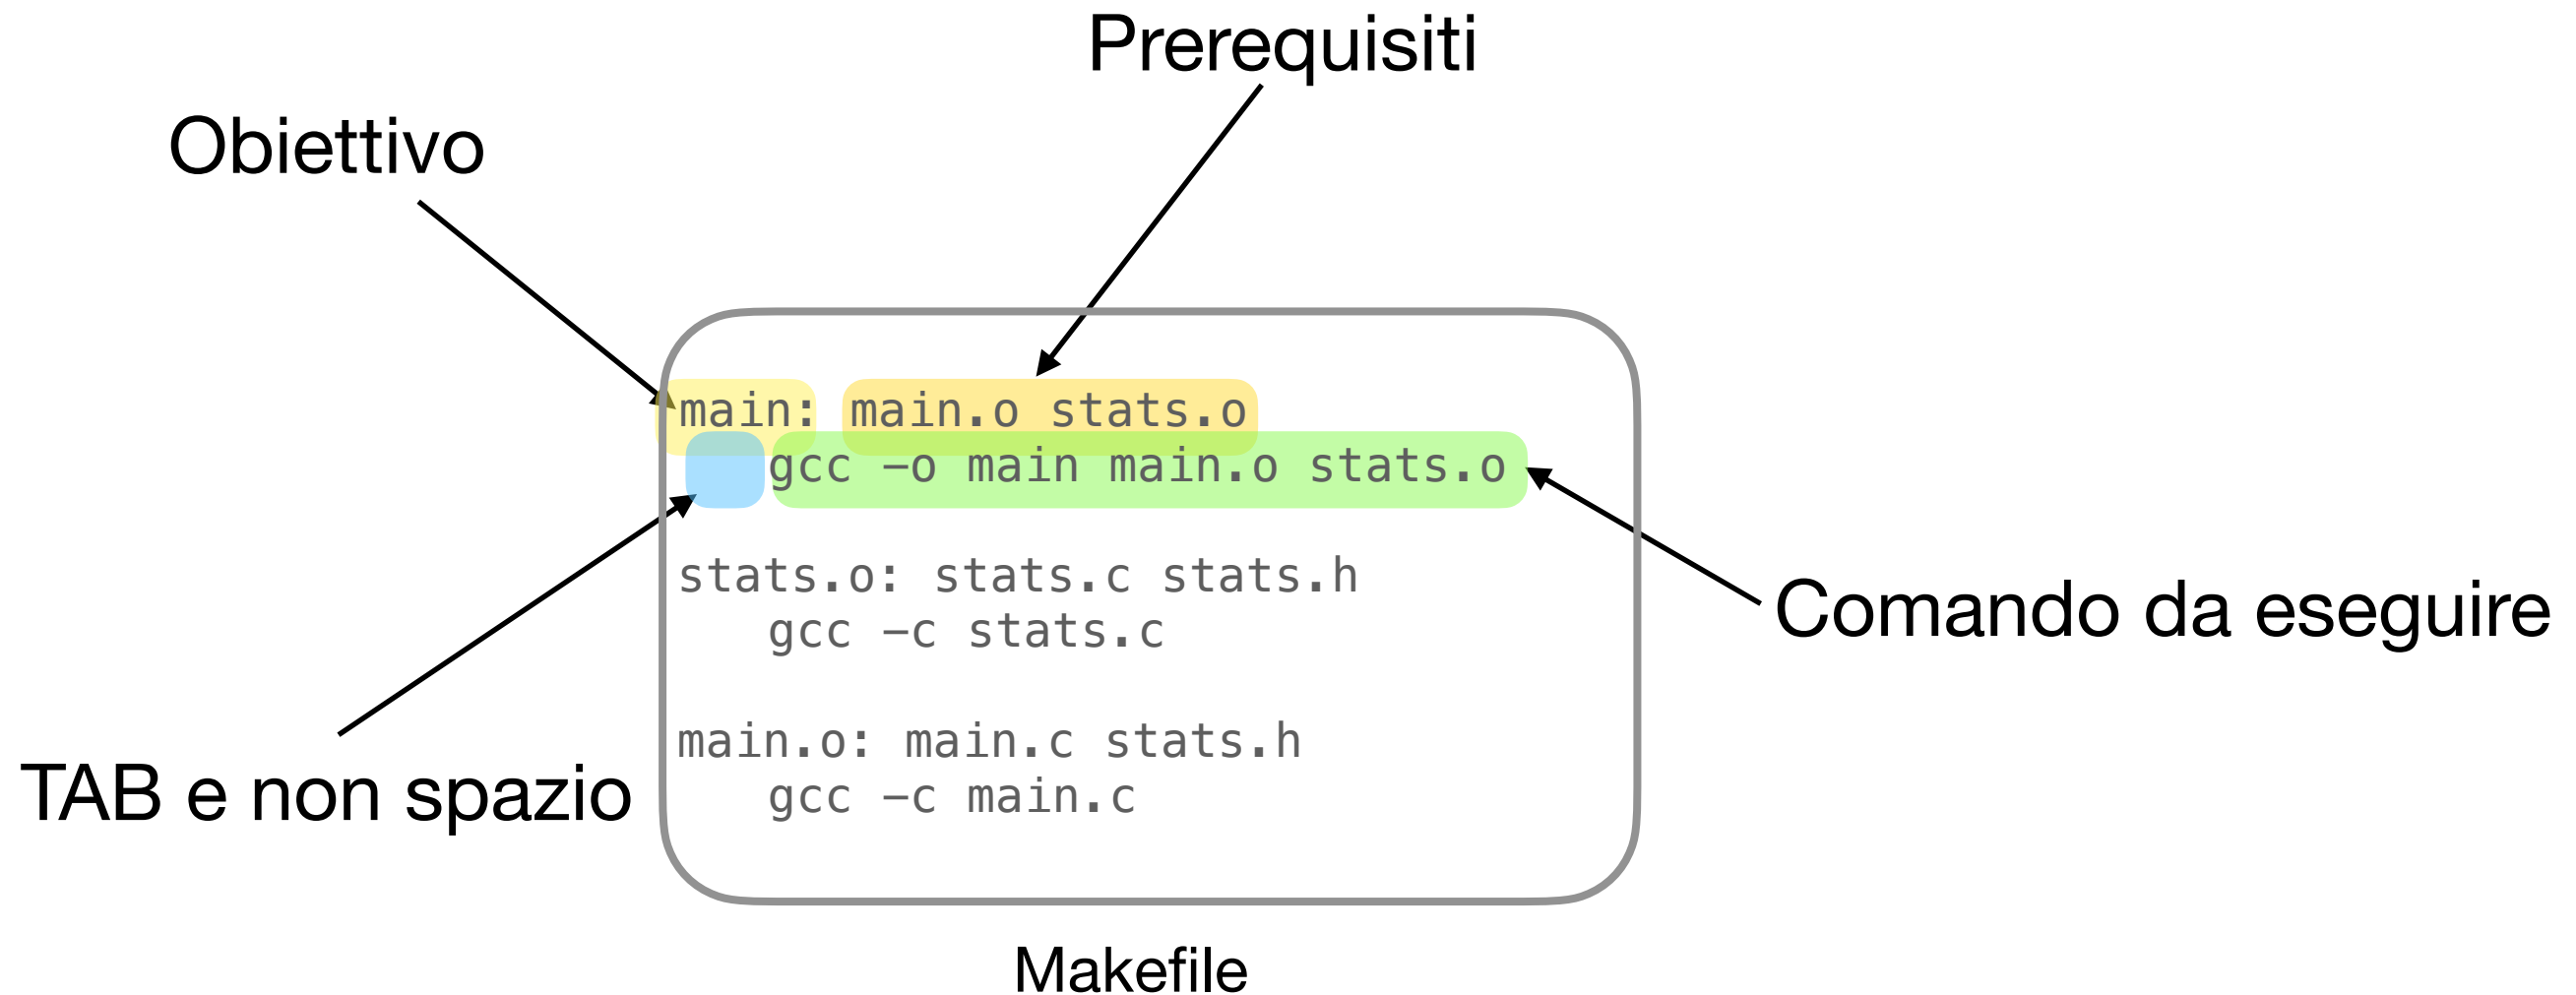 Prerequisiti
Obiettivo
main: main.o stats.o
gcc -o main main.o stats.o
stats.o: stats.c stats.h
gcc -c stats.c
Comando da eseguire
main.o: main.c stats.h
TAB e non spazio
gcc -c main.c
Makefile